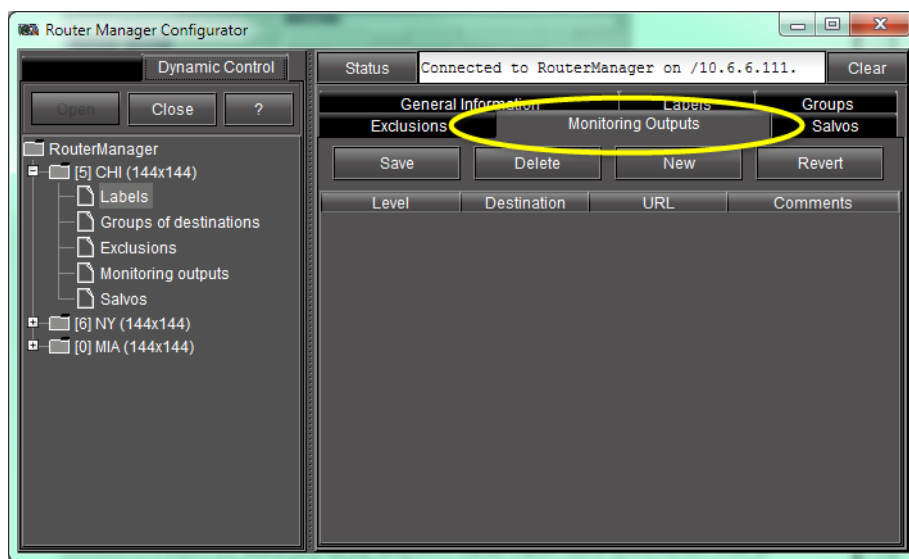 Router Manager Configurator
Dynamic Control
Open Close ?
RouterManager
[5] CHI (144x144)
Labels
Groups of destinations
Exclusions
Monitoring outputs
Salvos
[6] NY (144x144)
[0] MIA (144x144)
Status Connected to RouterManager on /10.6.6.111. Clear
General Information Labels Groups
Exclusions Monitoring Outputs Salvos
Save Delete New Revert
Level Destination URL Comments